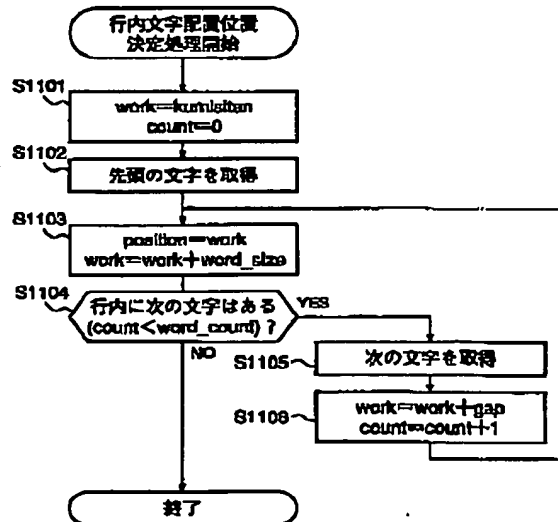 行内文字配置位置
決定処理開始
S1101
work=kumisiten
count=0
S1102
先頭の文字を取得
S1103
position=work
work=work+word_size
S1104
行内に次の文字はある
(count<word_count) ?
YES
NO
S1105
次の文字を取得
S1106
work=work+gap
count=count+1
終了